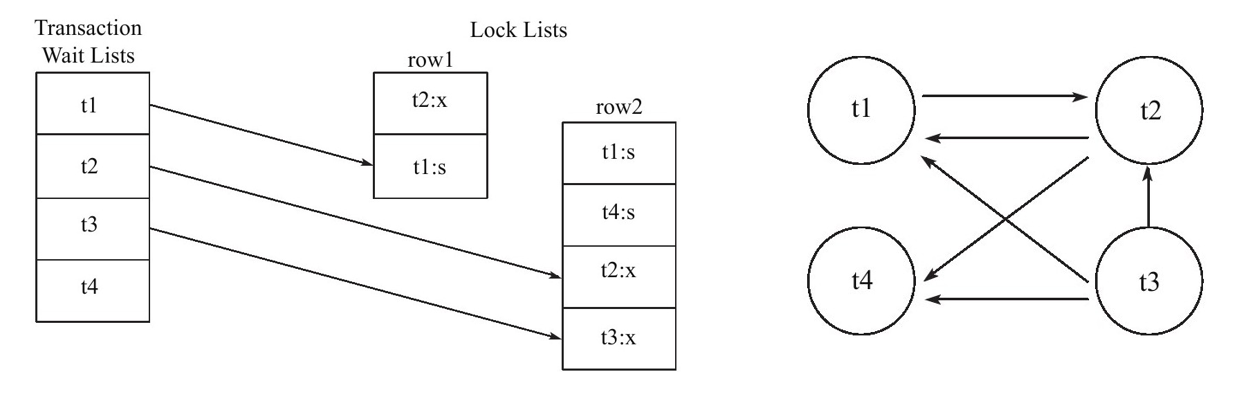 Transaction
Wait Lists
t1
t2
t3
t4
Lock Lists
row1
t2:x
t1:s
row2
t1:s
t4:s
t2:x
t3:x
t1
t2
t4
t3